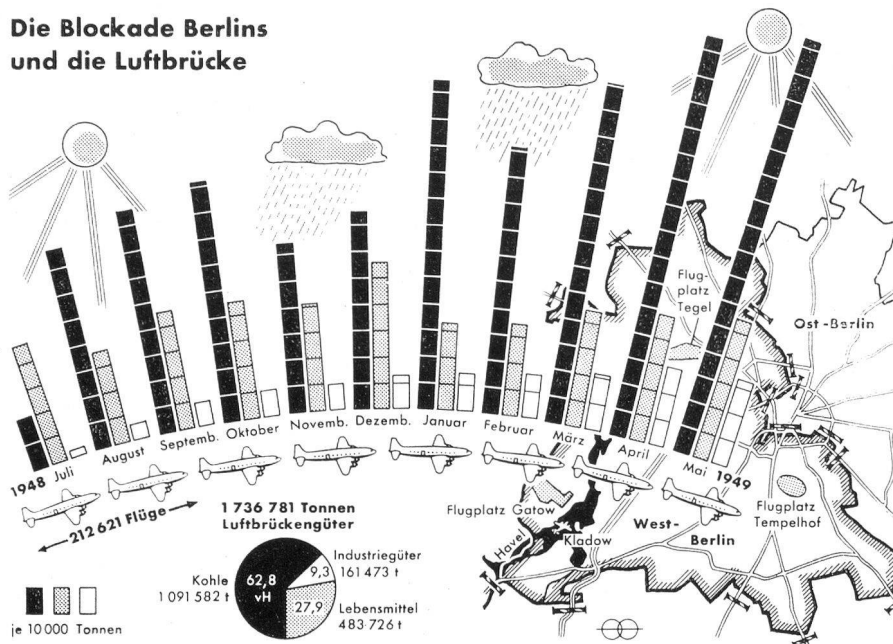 Die Blockade Berlins
und die Luftbrücke
Flug-
platz
Tegel
Ost-Berlin
1948 Juli
August
Septemb.
Oktober
Novemb.
Dezemb.
Januar
Februar
März
April
Mai 1949
212 621 Flüge
1 736 781 Tonnen
Luftbrückengüter
Flugplatz Gatow
Havel
Kladow
West-
Berlin
Flugplatz
Tempelhof
Kohle
1 091 582 t
62,8
vH
9,3
Industriegüter
161 473 t
27,9
Lebensmittel
483 726 t
je 10 000 Tonnen